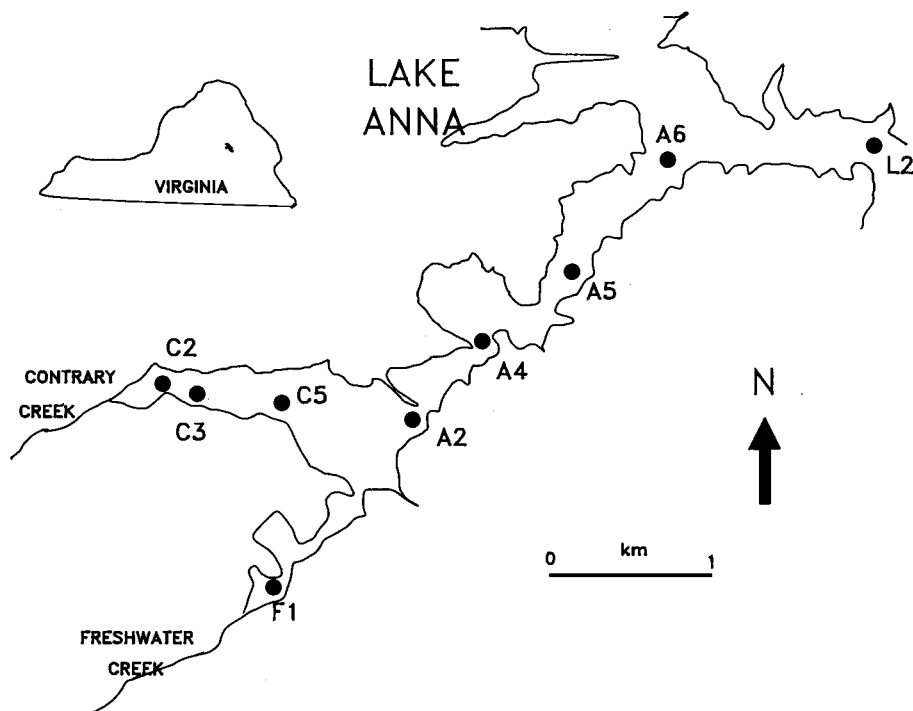 LAKE
ANNA
VIRGINIA
A6
L2
A5
A4
C2
CONTRARY
CREEK
C5
C3
A2
N
0 km 1
F1
FRESHWATER
CREEK